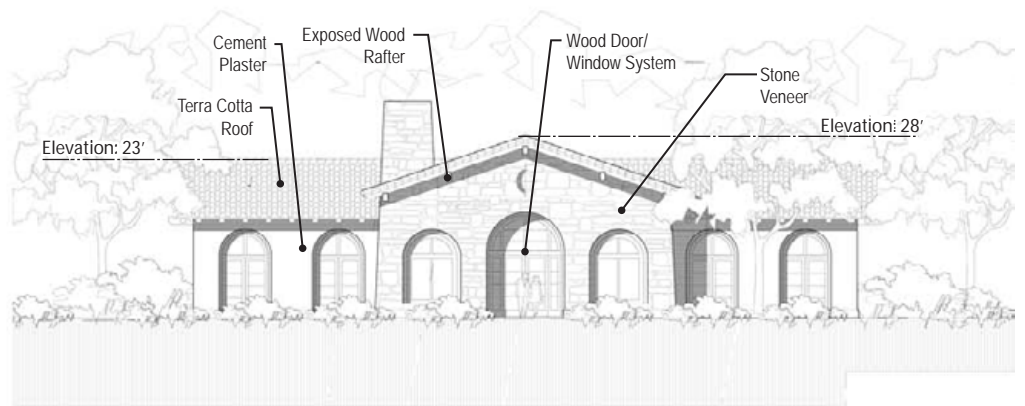 Cement
Plaster
Exposed Wood
Rafter
Wood Door/
Window System
Stone
Veneer
Terra Cotta
Roof
Elevation: 23'
Elevation: 28'